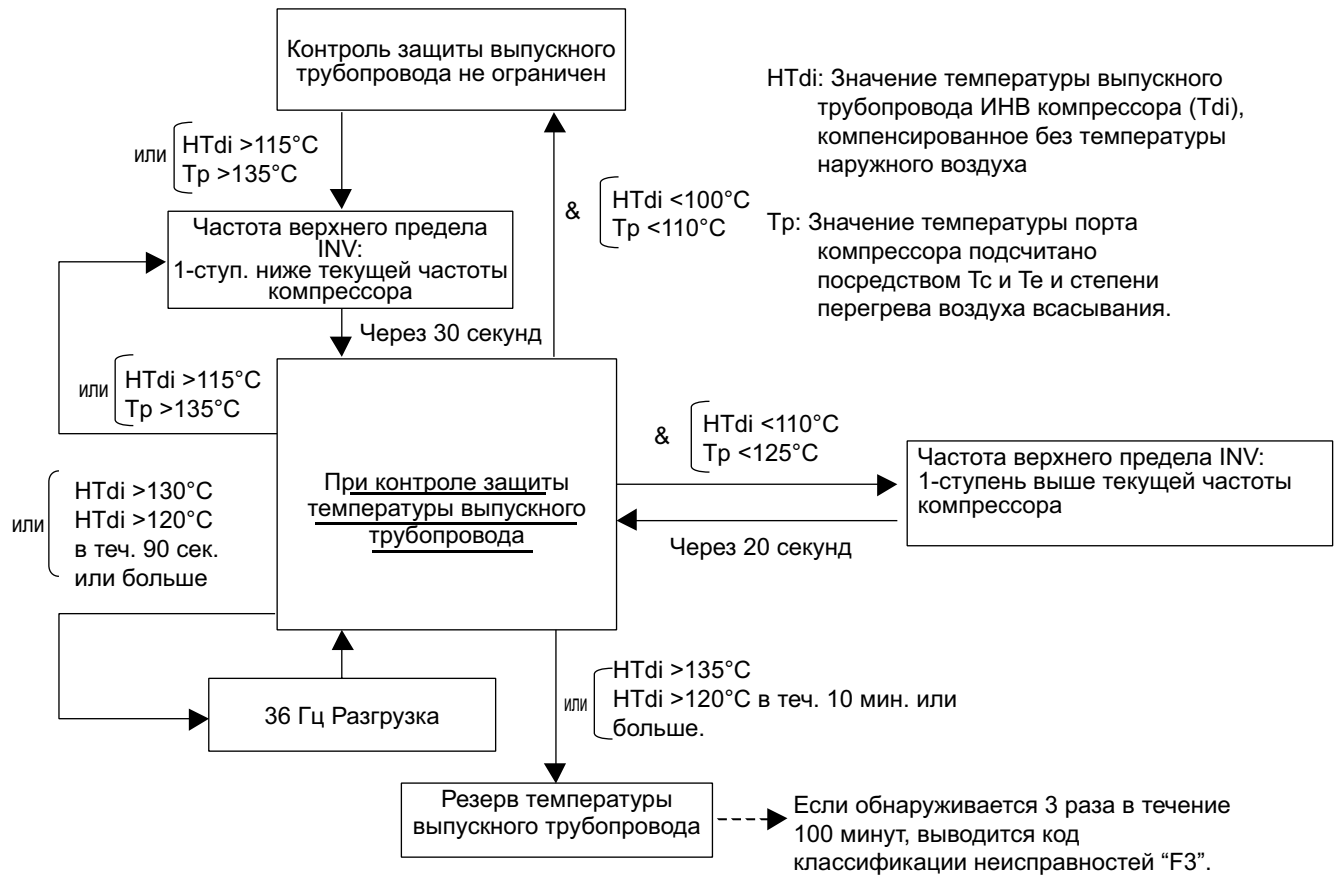 Контроль защиты выпускного
трубопровода не ограничен
HTdi: Значение температуры выпускного
трубопровода ИНВ компрессора (Tdi),
компенсированное без температуры
наружного воздуха
или
HTdi >115°C
Tp >135°C
&
HTdi <100°C
Tp <110°C
Tp: Значение температуры порта
компрессора подсчитано
посредством Tc и Te и степени
перегрева воздуха всасывания.
Частота верхнего предела
INV:
1-ступ. ниже текущей частоты
компрессора
Через 30 секунд
или
HTdi >115°C
Tp >135°C
&
HTdi <110°C
Tp <125°C
При контроле защиты
температуры выпускного
трубопровода
Частота верхнего предела INV:
1-ступень выше текущей частоты
компрессора
или
HTdi >130°C
HTdi >120°C
в теч. 90 сек.
или больше
Через 20 секунд
36 Гц Разгрузка
или
HTdi >135°C
HTdi >120°C в теч. 10 мин. или
больше.
Резерв температуры
выпускного трубопровода
Если обнаруживается 3 раза в течение
100 минут, выводится код
классификации неисправностей “F3”.